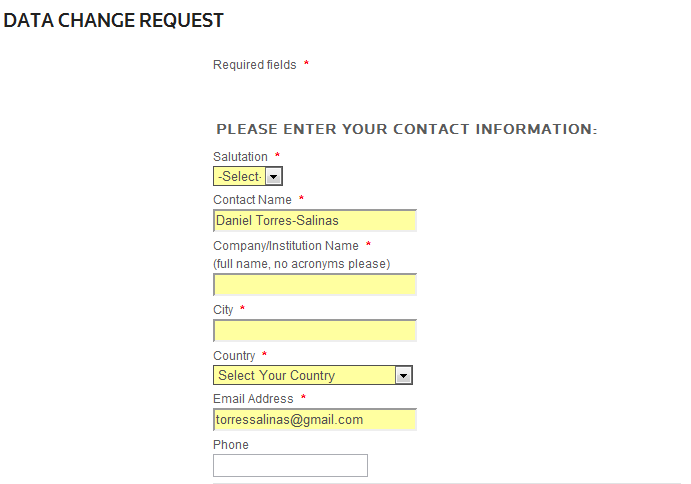 DATA CHANGE REQUEST
Required fields *
PLEASE ENTER YOUR CONTACT INFORMATION:
Salutation *
-Select-
Contact Name *
Daniel Torres-Salinas
Company/Institution Name *
(full name, no acronyms please)
City *
Country *
Select Your Country
Email Address *
torressalinas@gmail.com
Phone